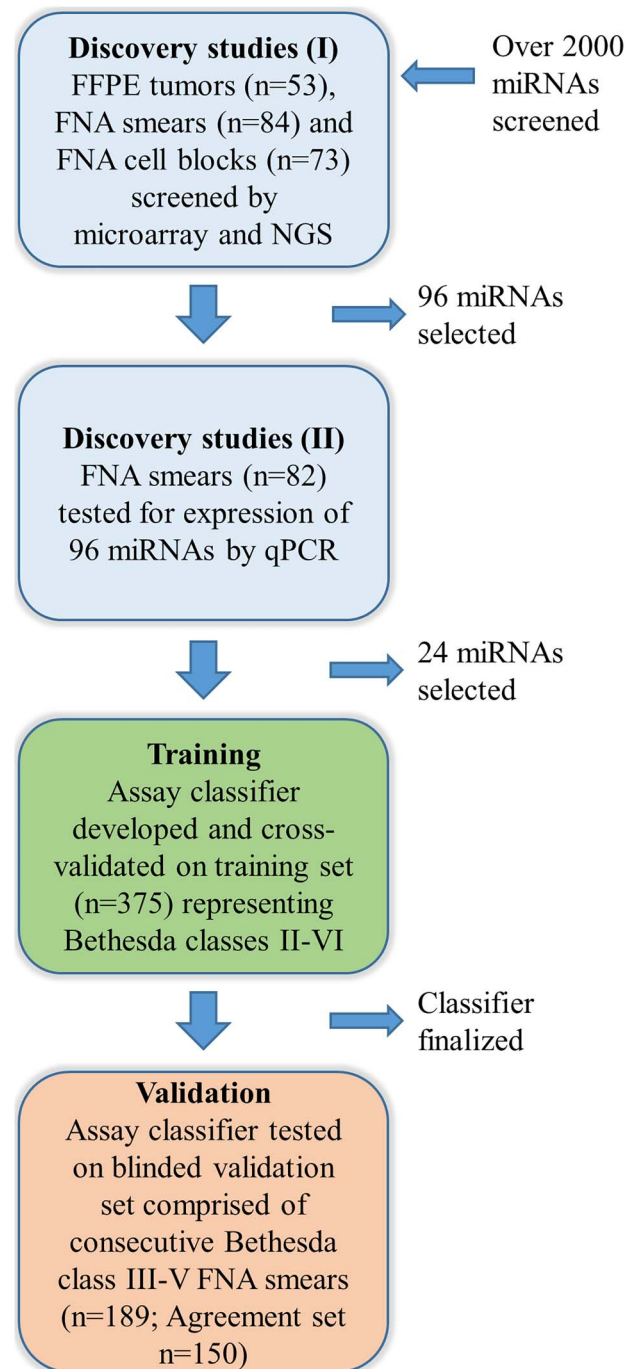 Discovery studies (I)
FFPE tumors (n=53),
FNA smears (n=84) and
FNA cell blocks (n=73)
screened by
microarray and NGS
Over 2000
miRNAs
screened
96 miRNAs
selected
Discovery studies (II)
FNA smears (n=82)
tested for expression of
96 miRNAs by qPCR
24 miRNAs
selected
Training
Assay classifier
developed and cross-
validated on training set
(n=375) representing
Bethesda classes II-VI
Classifier
finalized
Validation
Assay classifier tested
on blinded validation
set comprised of
consecutive Bethesda
class III-V FNA smears
(n=189; Agreement set
n=150)